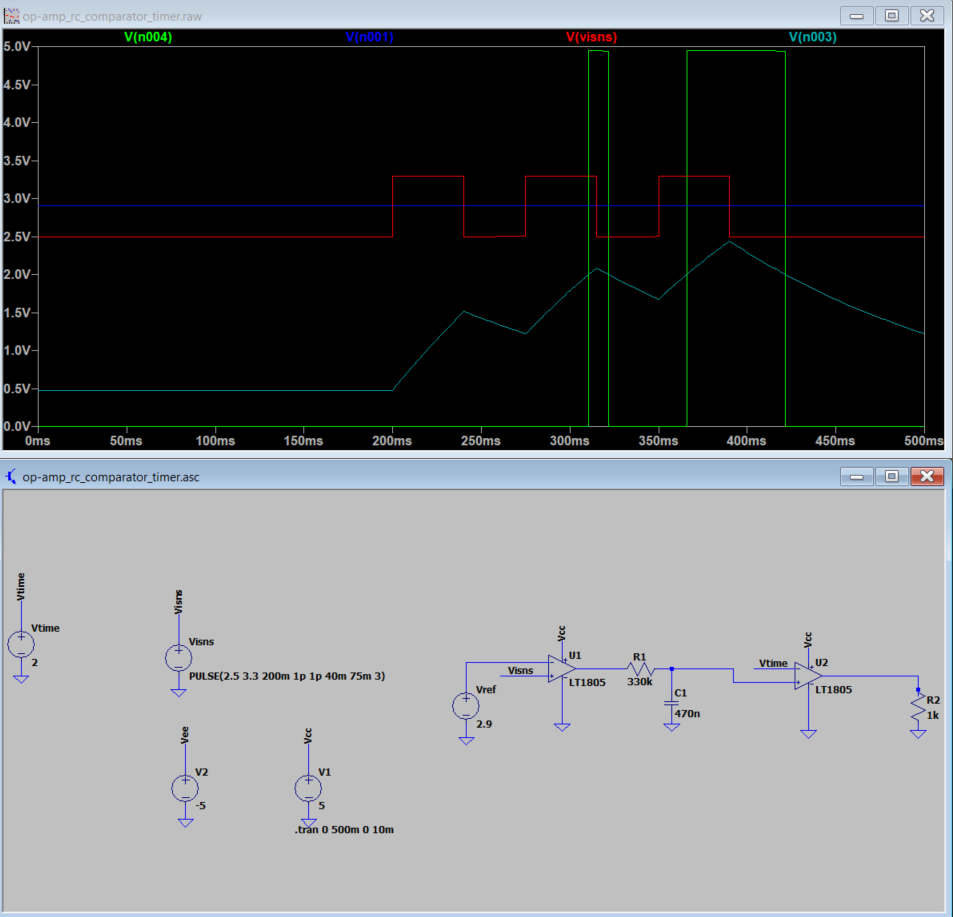 op-amp_rc_comparator_timer.raw
V(n004) V(n001) V(visns) V(n003)
5.0V
4.5V
4.0V
3.5V
3.0V
2.5V
2.0V
1.5V
1.0V
0.5V
0.0V
0ms 50ms 100ms 150ms 200ms 250ms 300ms 350ms 400ms 450ms 500ms
op-amp_rc_comparator_timer.asc
Vtime
Vtime
2
Visns
Visns
PULSE(2.5 3.3 200m 1p 1p 40m 75m 3)
Vee
V2
-5
Vcc
V1
5
.tran 0 500m 0 10m
Vref
2.9
Visns
Vcc
U1
LT1805
R1
330k
C1
470n
Vtime
Vcc
U2
LT1805
R2
1k